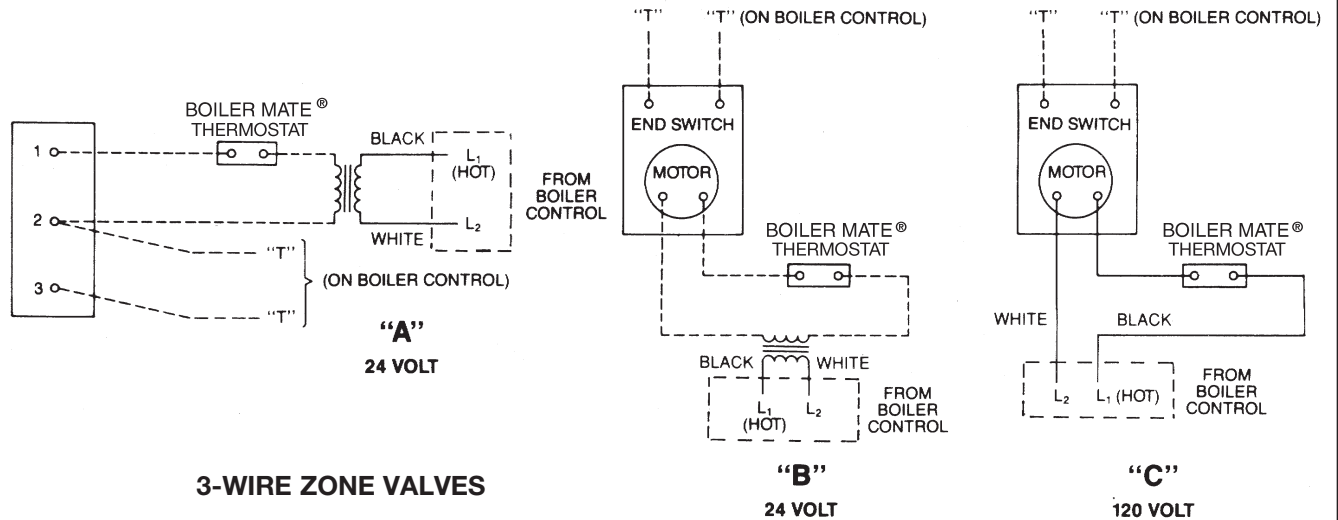 BOILER MATE®
THERMOSTAT
1
2
3
BLACK
L1
(HOT)
L2
WHITE
FROM
BOILER
CONTROL
"T"
"T"
(ON BOILER CONTROL)
"A"
24 VOLT
3-WIRE ZONE VALVES
"T" "T" (ON BOILER CONTROL)
END SWITCH
MOTOR
BOILER MATE®
THERMOSTAT
BLACK WHITE
L1 L2
(HOT)
FROM
BOILER
CONTROL
"B"
24 VOLT
"T" "T" (ON BOILER CONTROL)
END SWITCH
MOTOR
BOILER MATE®
THERMOSTAT
WHITE BLACK
L2 L1 (HOT)
FROM
BOILER
CONTROL
"C"
120 VOLT